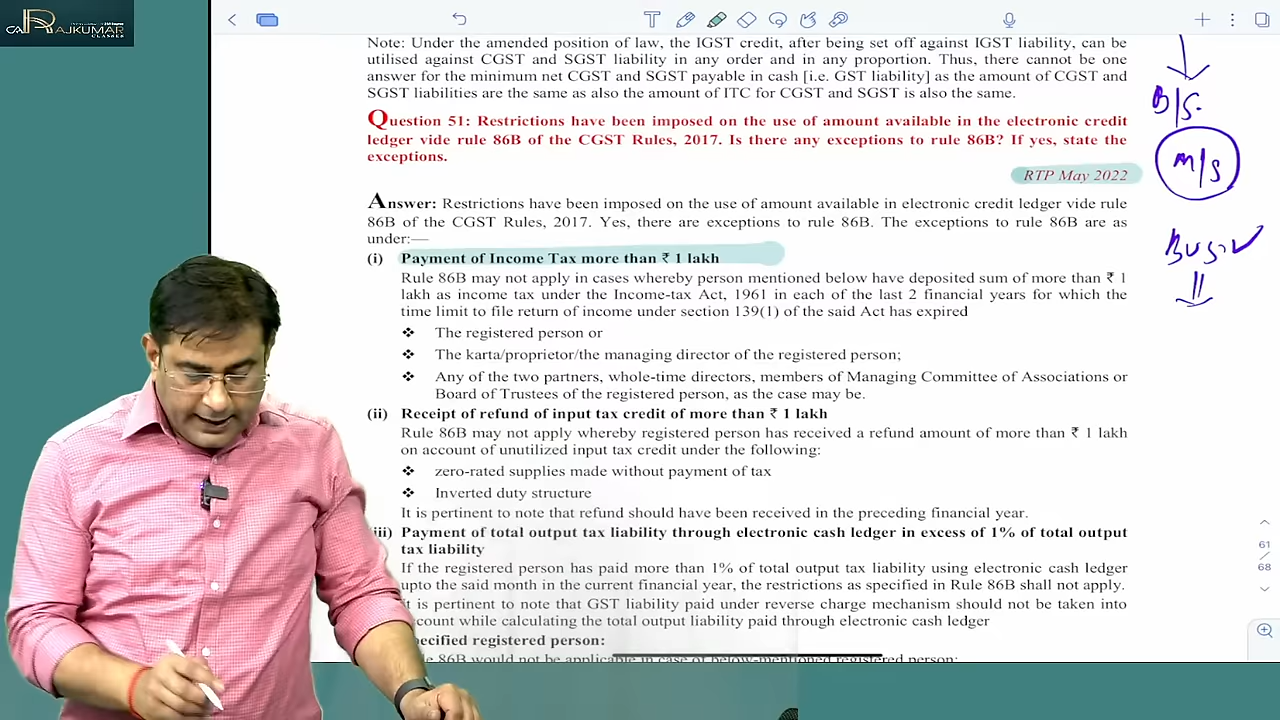 CA RAJKUMAR
CLASSES
Note: Under the amended position of law, the IGST credit, after being set off against IGST liability, can be
utilised against CGST and SGST liability in any order and in any proportion. Thus, there cannot be one
answer for the minimum net CGST and SGST payable in cash [i.e. GST liability] as the amount of CGST and
SGST liabilities are the same as also the amount of ITC for CGST and SGST is also the same.
Question 51: Restrictions have been imposed on the use of amount available in the electronic credit
ledger vide rule 86B of the CGST Rules, 2017. Is there any exceptions to rule 86B? If yes, state the
exceptions.
RTP May 2022
Answer: Restrictions have been imposed on the use of amount available in electronic credit ledger vide rule
86B of the CGST Rules, 2017. Yes, there are exceptions to rule 86B. The exceptions to rule 86B are as
under:—
(i) Payment of Income Tax more than ₹ 1 lakh
Rule 86B may not apply in cases whereby person mentioned below have deposited sum of more than ₹ 1
lakh as income tax under the Income-tax Act, 1961 in each of the last 2 financial years for which the
time limit to file return of income under section 139(1) of the said Act has expired
❖ The registered person or
❖ The karta/proprietor/the managing director of the registered person;
❖ Any of the two partners, whole-time directors, members of Managing Committee of Associations or
Board of Trustees of the registered person, as the case may be.
(ii) Receipt of refund of input tax credit of more than ₹ 1 lakh
Rule 86B may not apply whereby registered person has received a refund amount of more than ₹ 1 lakh
on account of unutilized input tax credit under the following:
❖ zero-rated supplies made without payment of tax
❖ Inverted duty structure
It is pertinent to note that refund should have been received in the preceding financial year.
iii) Payment of total output tax liability through electronic cash ledger in excess of 1% of total output
tax liability
If the registered person has paid more than 1% of total output tax liability using electronic cash ledger
upto the said month in the current financial year, the restrictions as specified in Rule 86B shall not apply.
t is pertinent to note that GST liability paid under reverse charge mechanism should not be taken into
count while calculating the total output liability paid through electronic cash ledger
pecified registered person:
le 86B would not be applicable in case of below-mentioned registered person:
B/S.
M/S
61
68